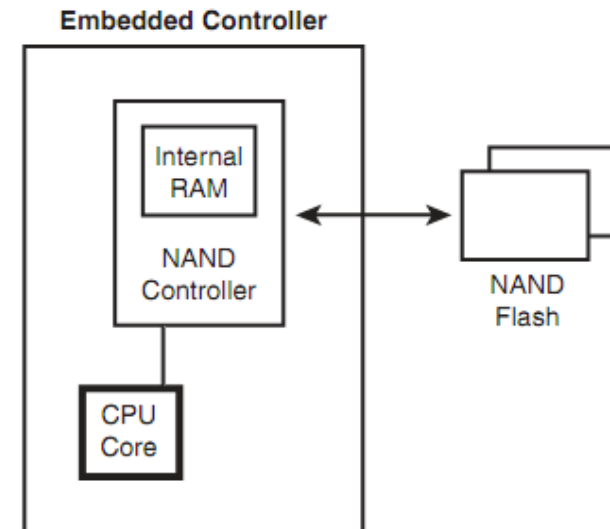 Embedded Controller
Internal
RAM
NAND
Controller
NAND
Flash
CPU
Core